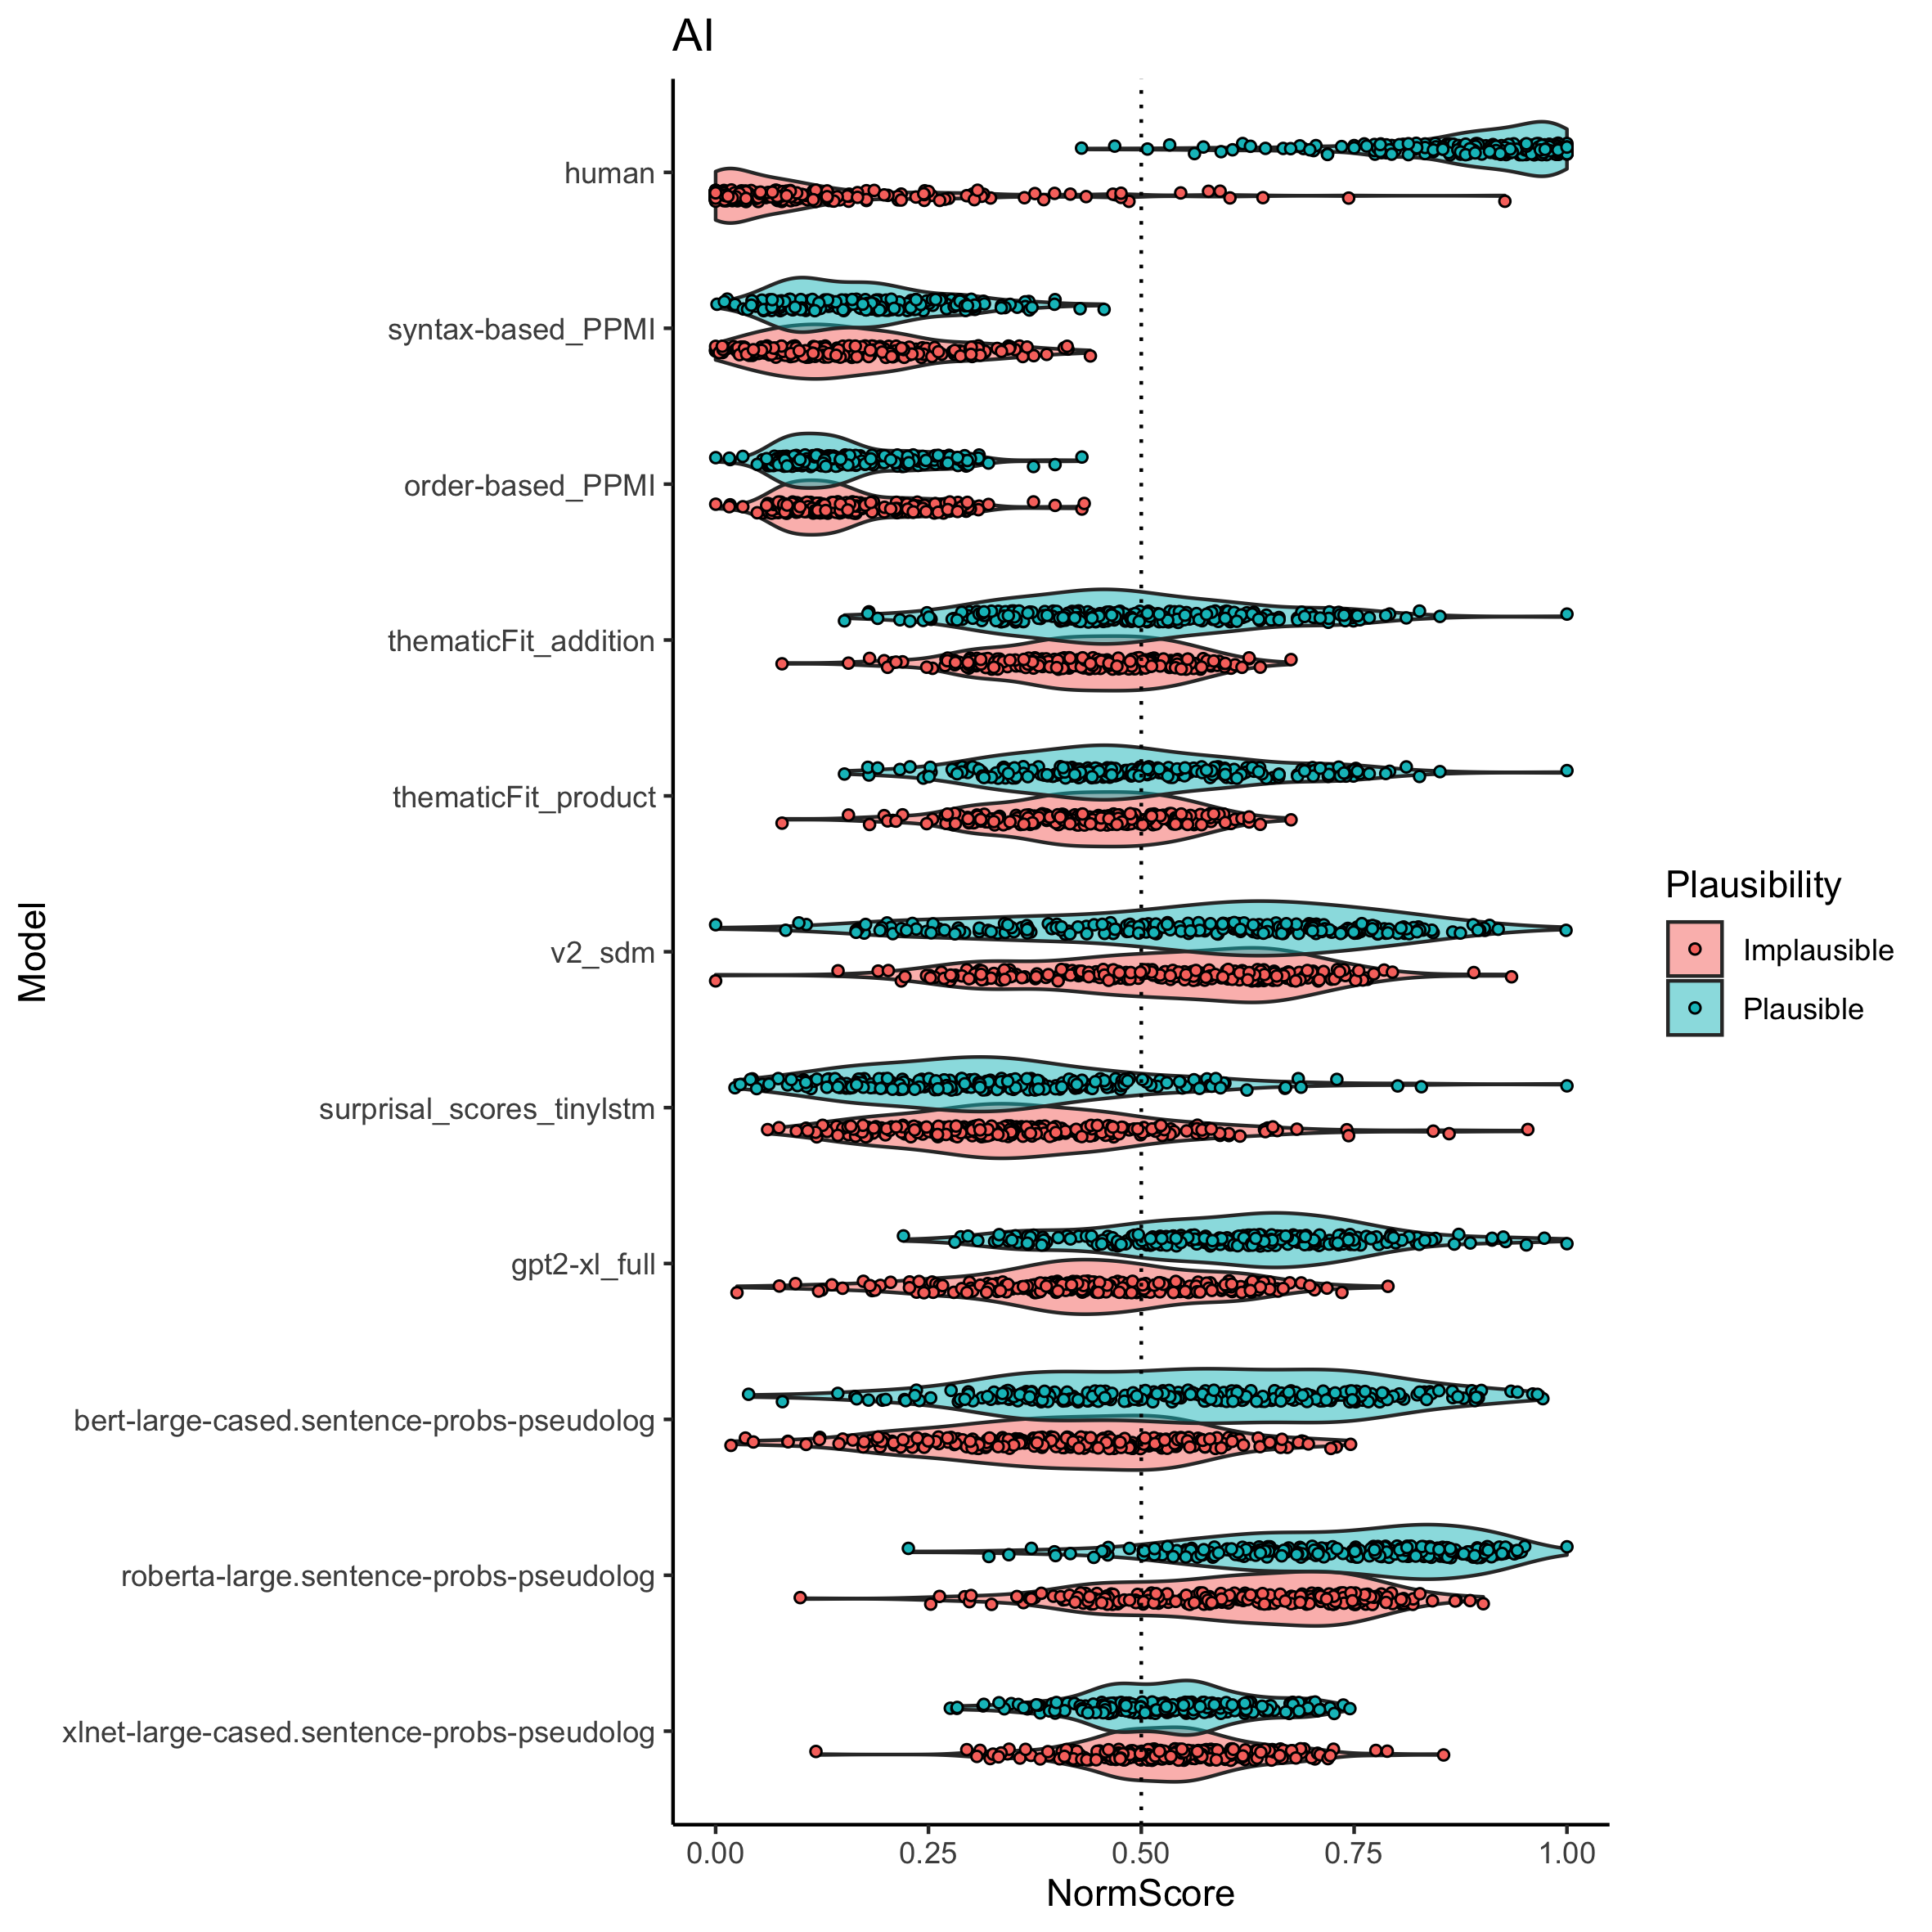 AI
human
syntax-based_PPMI
order-based_PPMI
thematicFit_addition
thematicFit_product
v2_sdm
surprisal_scores_tinylstm
gpt2-xl_full
bert-large-cased.sentence-probs-pseudolog
roberta-large.sentence-probs-pseudolog
xlnet-large-cased.sentence-probs-pseudolog
Model
0.00 0.25 0.50 0.75 1.00
NormScore
Plausibility
Implausible
Plausible